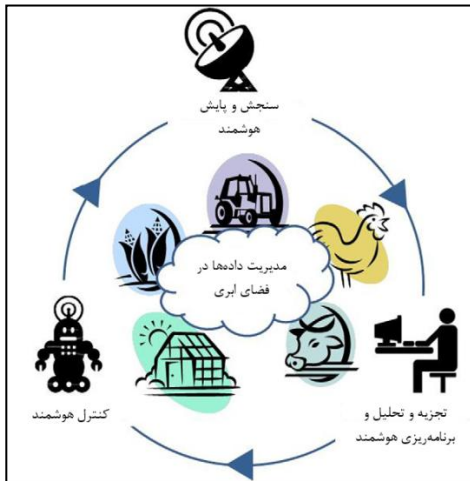 سنجش و پایش
هوشمند
مدیریت داده‌ها در
فضای ابری
کنترل هوشمند
تجزیه و تحلیل و
برنامه‌ریزی هوشمند